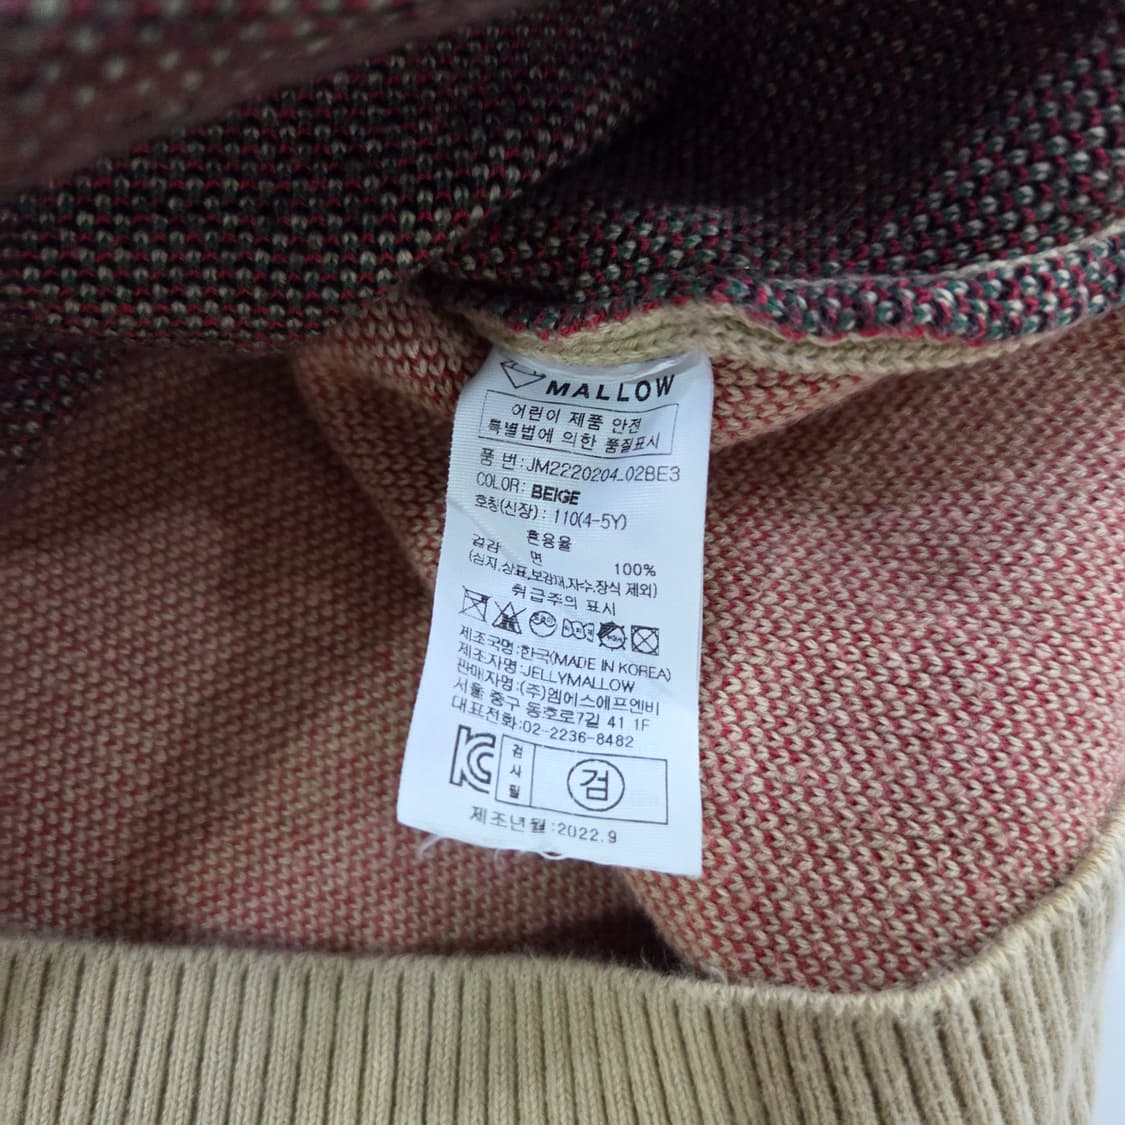 MALLOW
어린이 제품 안전
특별법에 의한 품질표시
품 번:JM2220204_02BE3
COLOR: BEIGE
호칭(신장) : 110(4-5Y)
혼용율
겉감 면 100%
(심지,상표,보강재,자수,장식 제외)
취급주의 표시
제조국명:한국(MADE IN KOREA)
제조자명:JELLYMALLOW
판매자명:(주)엠에스에프엔비
서울 중구 동호로7길 41 1F
대표전화:02-2236-8482
KC 검사필 검
제조년월:2022.9